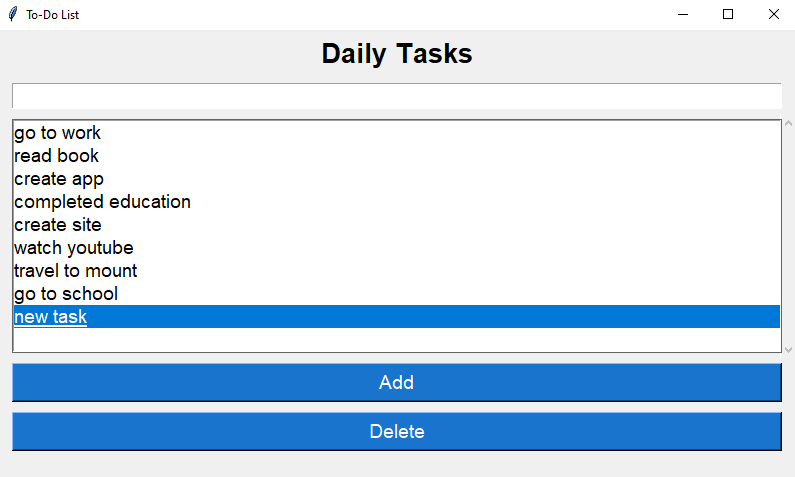 To-Do List
Daily Tasks
go to work
read book
create app
completed education
create site
watch youtube
travel to mount
go to school
new task
Add
Delete